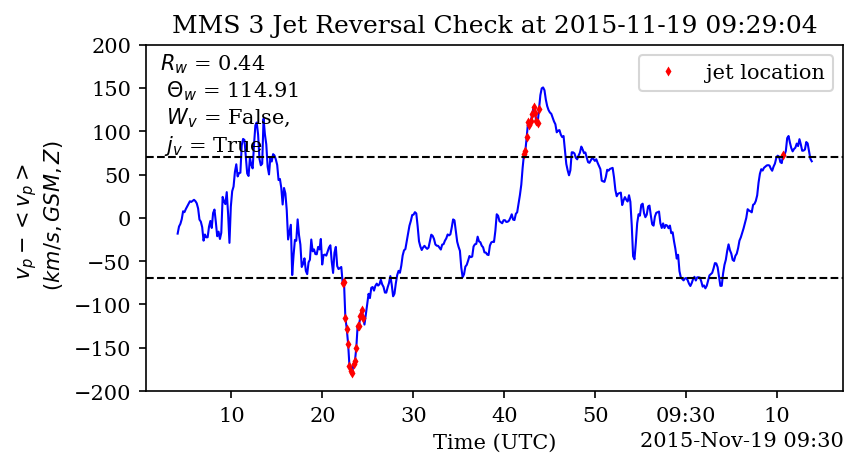 MMS 3 Jet Reversal Check at 2015-11-19 09:29:04
R_w = 0.44
Θ_w = 114.91
W_v = False,
j_v = True
jet location
v_p − < v_p >
(km/s, GSM, Z)
200
150
100
50
0
−50
−100
−150
−200
10 20 30 40 50 09:30 10
Time (UTC)
2015-Nov-19 09:30